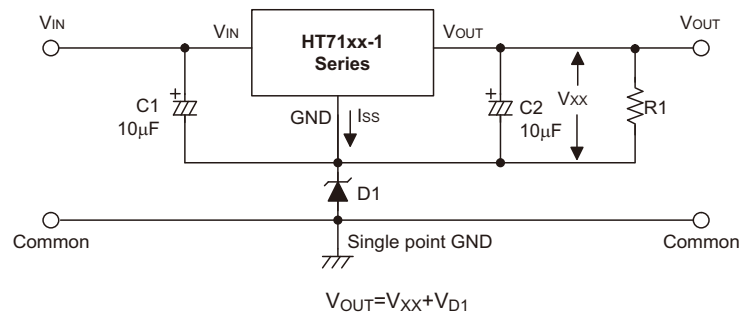 VIN
VIN
HT71xx-1
Series
VOUT
VOUT
C1
10μF
GND
ISS
C2
10μF
VXX
R1
D1
Common
Single point GND
Common
VOUT=VXX+VD1